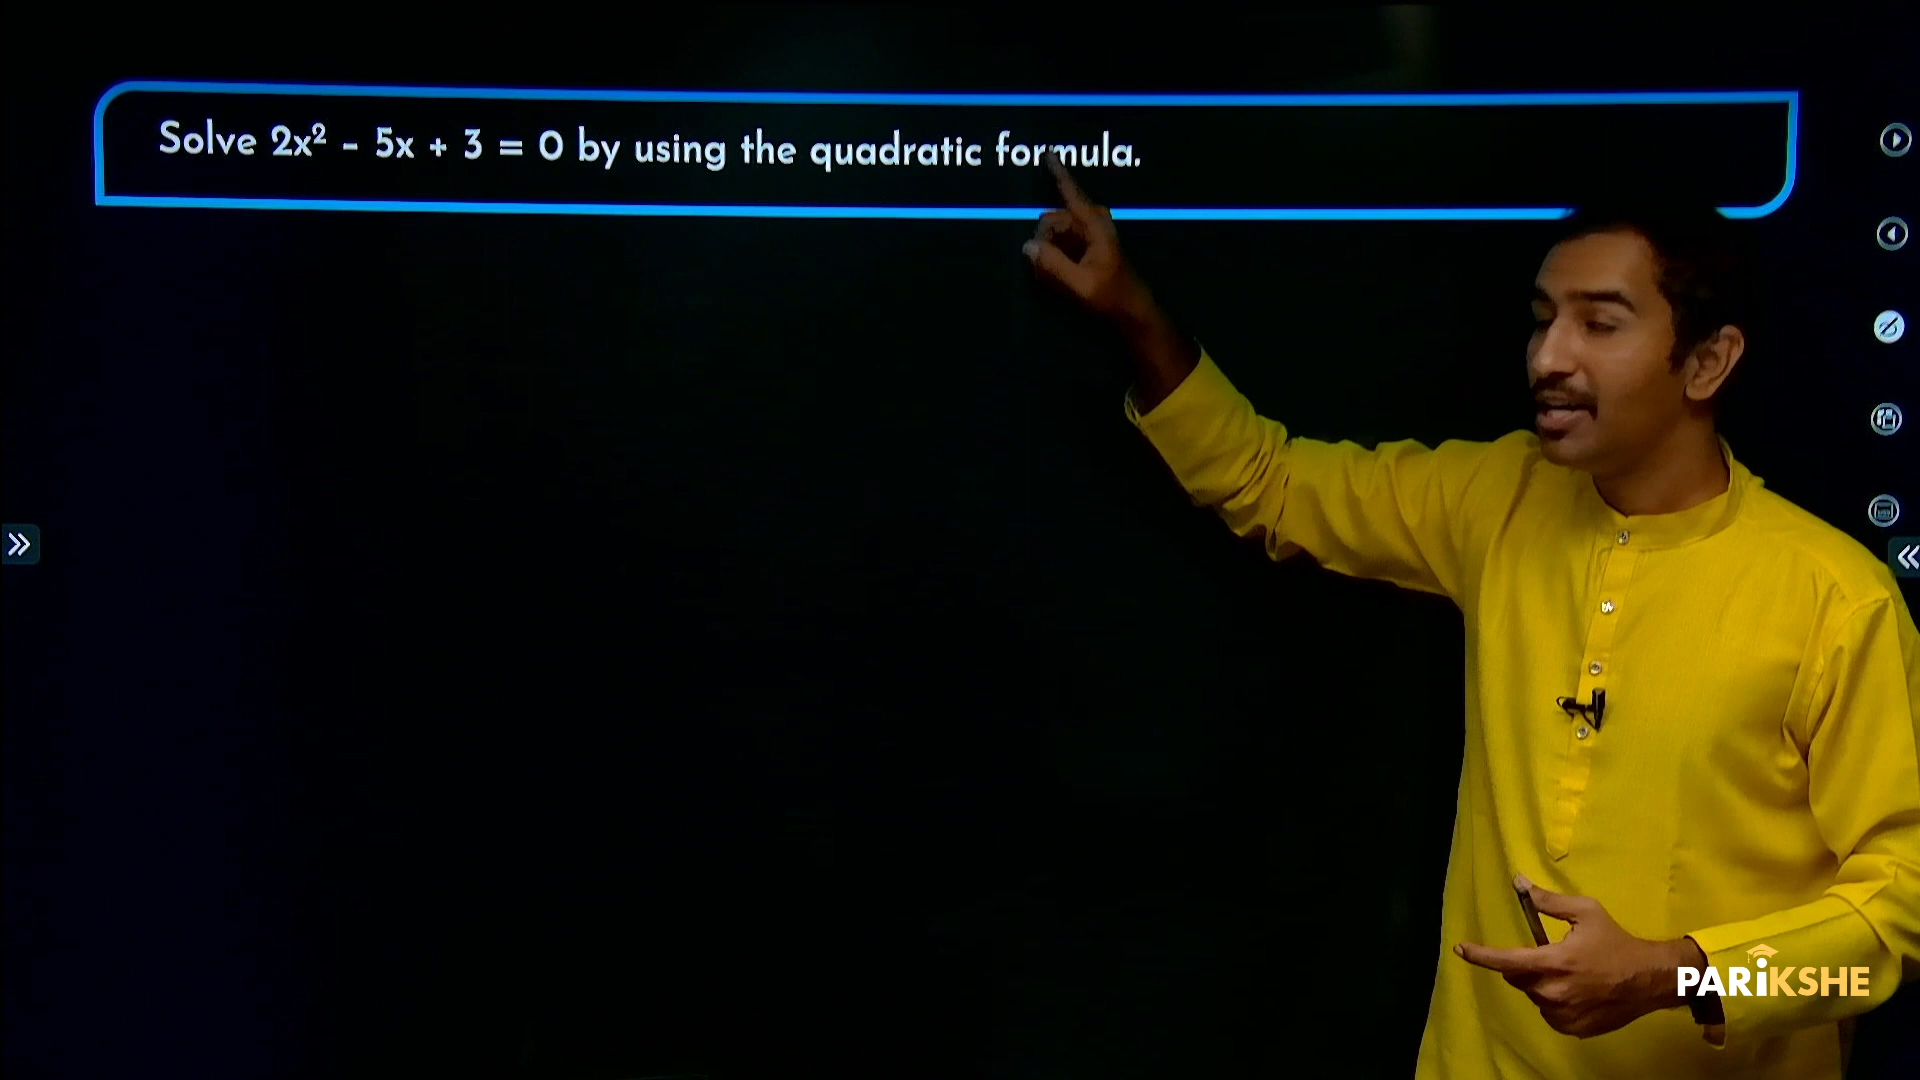 Solve 2x² - 5x + 3 = 0 by using the quadratic formula.
PARiKSHE